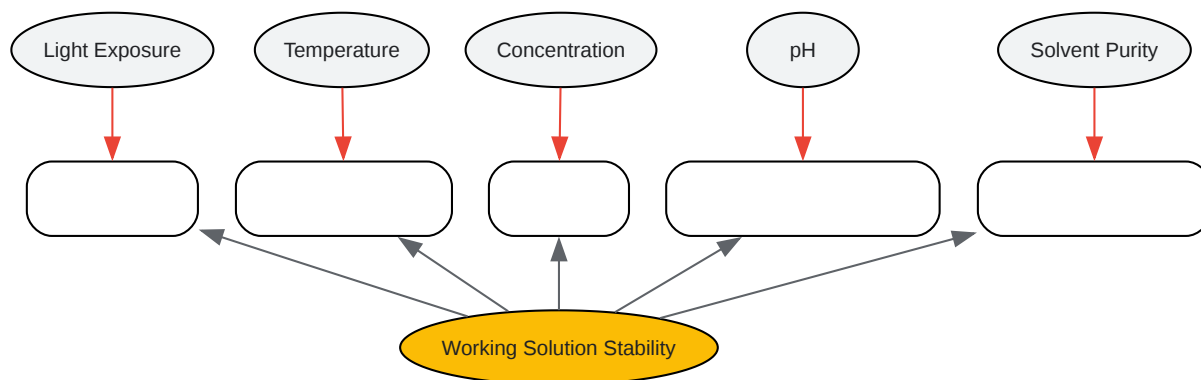 Light Exposure
Temperature
Concentration
pH
Solvent Purity
Working Solution Stability